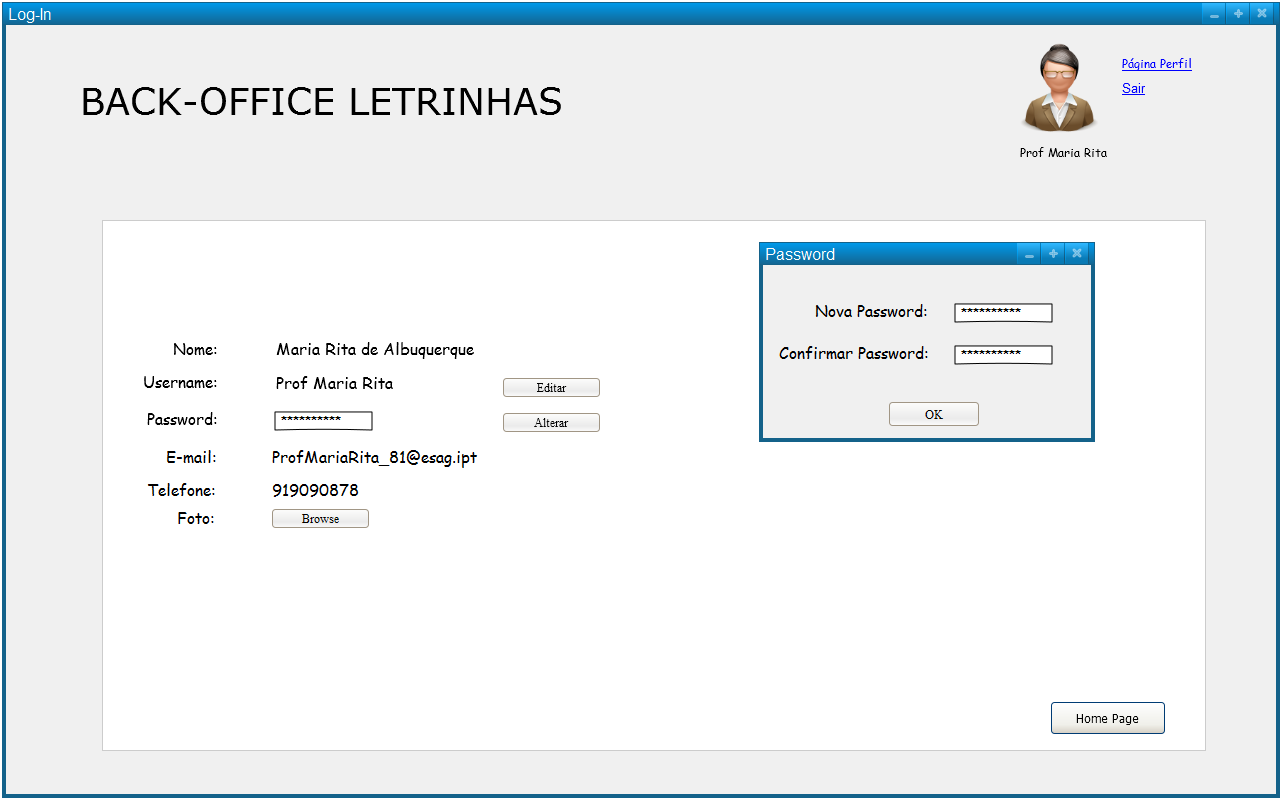 Log-In
Página Perfil
Sair
BACK-OFFICE LETRINHAS
Prof Maria Rita
Password
Nova Password: **********
Confirmar Password: **********
OK
Nome: Maria Rita de Albuquerque
Username: Prof Maria Rita Editar
Password: ********** Alterar
E-mail: ProfMariaRita_81@esag.ipt
Telefone: 919090878
Foto: Browse
Home Page